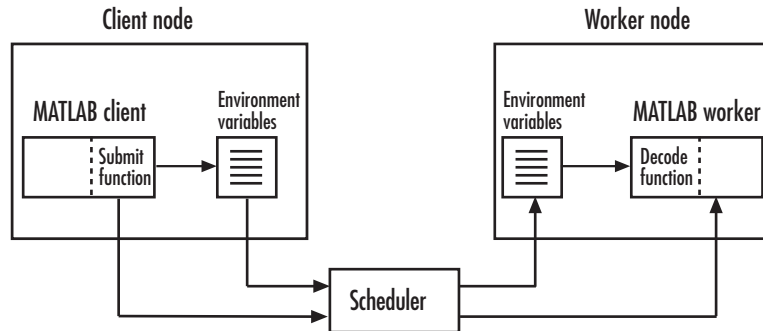 Client node
Worker node
MATLAB client
Environment
variables
Submit
function
Environment
variables
MATLAB worker
Decode
function
Scheduler